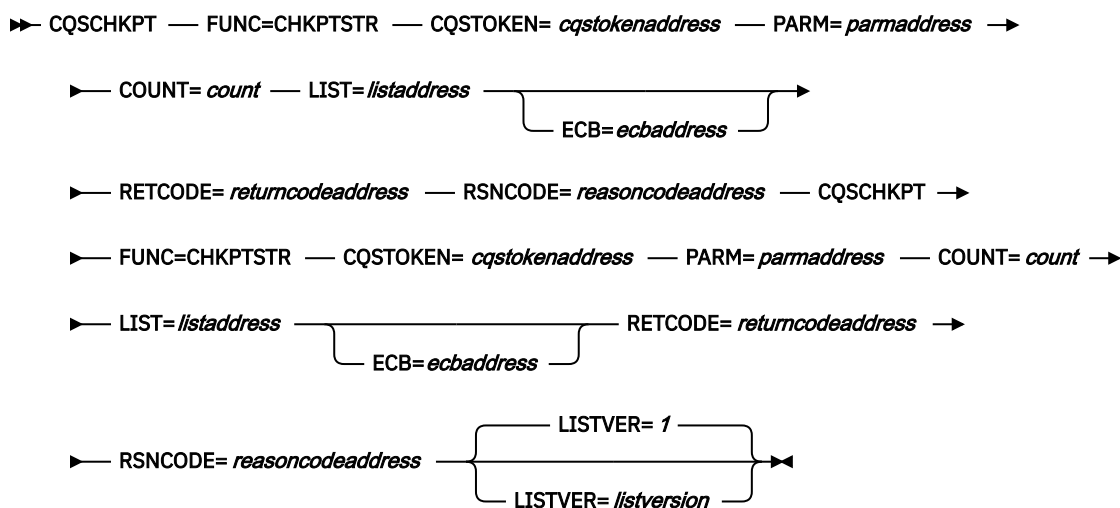 CQSCHKPT FUNC=CHKPTSTR CQSTOKEN= cqstokenaddress PARM= parmaddress
COUNT= count LIST= listaddress
ECB= ecbaddress
RETCODE= returncodeaddress RSNCODE= reasoncodeaddress CQSCHKPT
FUNC=CHKPTSTR CQSTOKEN= cqstokenaddress PARM= parmaddress COUNT= count
LIST= listaddress RETCODE= returncodeaddress
ECB= ecbaddress
LISTVER= 1
RSNCODE= reasoncodeaddress
LISTVER= listversion